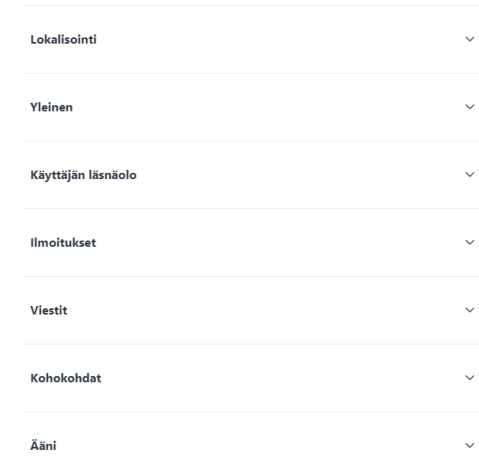 Lokalisointi
Yleinen
Käyttäjän läsnäolo
Ilmoitukset
Viestit
Kohokohdat
Ääni